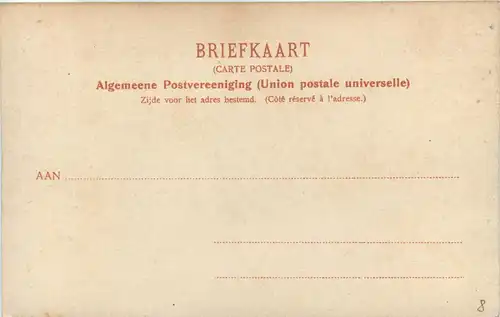 BRIEFKAART
(CARTE POSTALE)
Algemeene Postvereeniging (Union postale universelle)
Zijde voor het adres bestemd. (Côté réservé à l'adresse.)
AAN
8